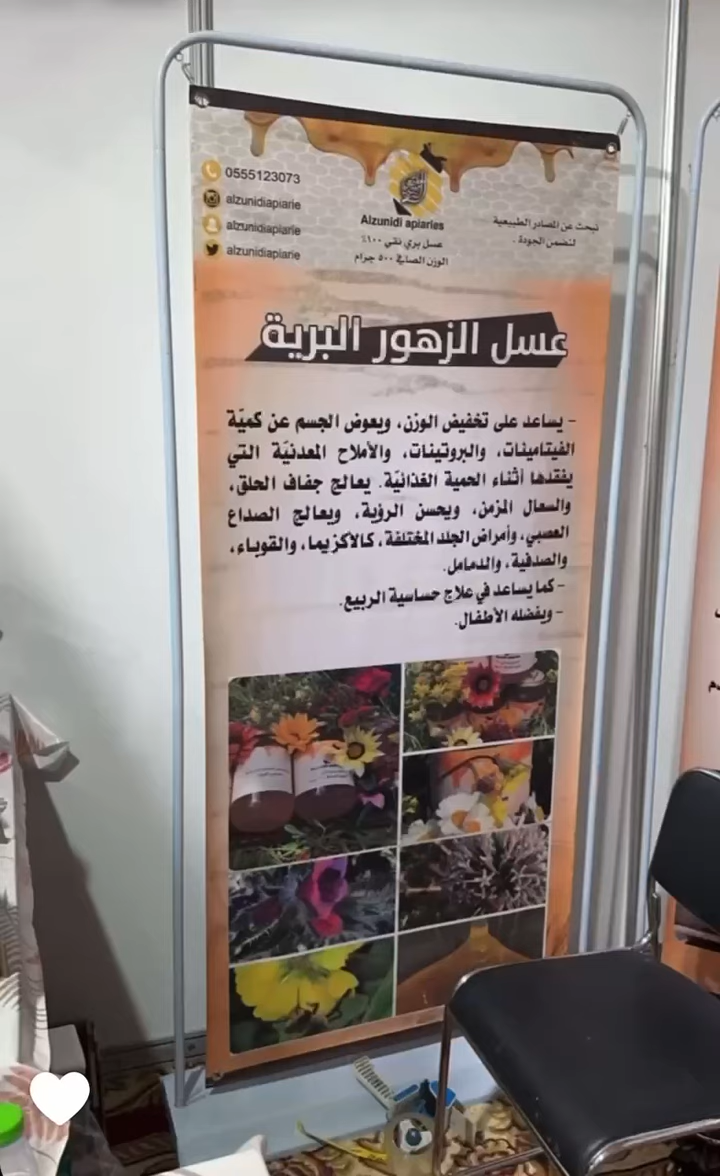 0555123073
alzunidiapiarie
alzunidiapiarie
alzunidiapiarie
Alzunidi apiaries
عسل بري نقي ١٠٠٪
الوزن الصافي ٥٠٠ جرام
نبحث عن المصادر الطبيعية
لنضمن الجودة .
عسل الزهور البرية
- يساعد على تخفيض الوزن، ويعوض الجسم عن كميّة
الفيتامينات، والبروتينات، والأملاح المعدنيّة التي
يفقدها أثناء الحمية الغذائيّة. يعالج جفاف الحلق،
والسعال المزمن، ويحسن الرؤية، ويعالج الصداع
العصبي، وأمراض الجلد المختلفة، كالأكزيما، والقوباء،
والصدفية، والدمامل.
- كما يساعد في علاج حساسية الربيع.
- ويفضله الأطفال.